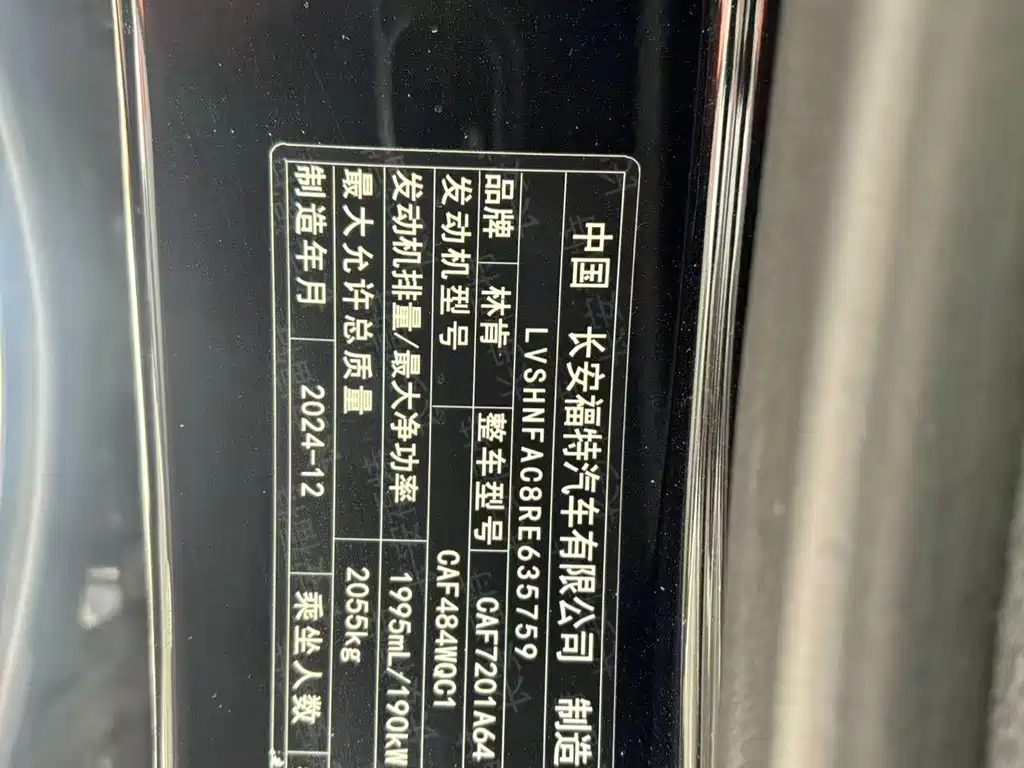 中国 长安福特汽车有限公司 制造
LVSHNFAC8RE635759
品牌 林肯 整车型号 CAF7201A64
发动机型号 CAF484WQC1
发动机排量/最大净功率 1995mL/190kW
最大允许总质量 2055kg
制造年月 2024-12 乘坐人数